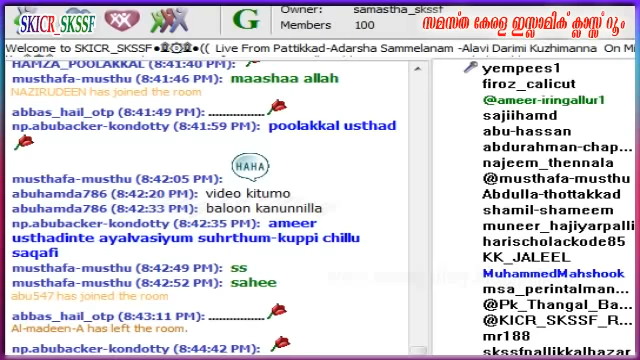 SKICR_SKSSF
G
Owner: samastha_skssf
Members 100
സമസ്ത കേരള ഇസ്ലാമിക് ക്ലാസ്സ് റൂം
Welcome to SKICR_SKSSF Live From Pattikkad-Adarsha Sammelanam -Alavi Darimi Kuzhimanna On Mi
HAMZA_POOLAKKAL (8:41:40 PM):
musthafa-musthu (8:41:46 PM): maashaa allah
NAZIRUDEEN has joined the room
abbas_hail_otp (8:41:49 PM): ................
np.abubacker-kondotty (8:41:59 PM): poolakkal usthad
HAHA
musthafa-musthu (8:42:05 PM):
abuhamda786 (8:42:20 PM): video kitumo
abuhamda786 (8:42:33 PM): baloon kanunnilla
np.abubacker-kondotty (8:42:35 PM): ameer
usthadinte ayalvasiyum suhrthum-kuppi chillu
saqafi
musthafa-musthu (8:42:49 PM): ss
musthafa-musthu (8:42:52 PM): sahee
abu547 has joined the room
abbas_hail_otp (8:43:11 PM): ................
Al-madeen-A has left the room.
np.abubacker-kondotty (8:44:42 PM):
yempees1
firoz_calicut
@ameer-iringallur1
sajiihamd
abu-hassan
abdurahman-chap...
najeem_thennala
@musthafa-musthu
Abdulla-thottakkad
shamil-shameem
muneer_hajiyarpalli
harischolackode85
KK_JALEEL
MuhammedMahshook
msa_perintalman...
@Pk_Thangal_Ba...
@KICR_SKSSF_R...
mr188
skssfpallikkalbazar